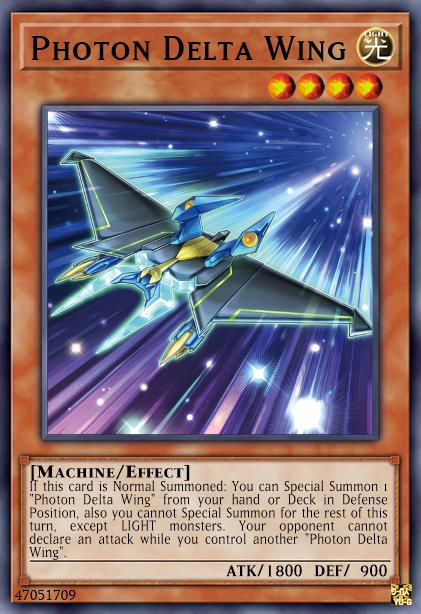 PHOTON DELTA WING
LIGHT
光
[MACHINE/EFFECT]
If this card is Normal Summoned: You can Special Summon 1
"Photon Delta Wing" from your hand or Deck in Defense
Position, also you cannot Special Summon for the rest of this
turn, except LIGHT monsters. Your opponent cannot
declare an attack while you control another "Photon Delta
Wing".
ATK/1800 DEF/ 900
47051709